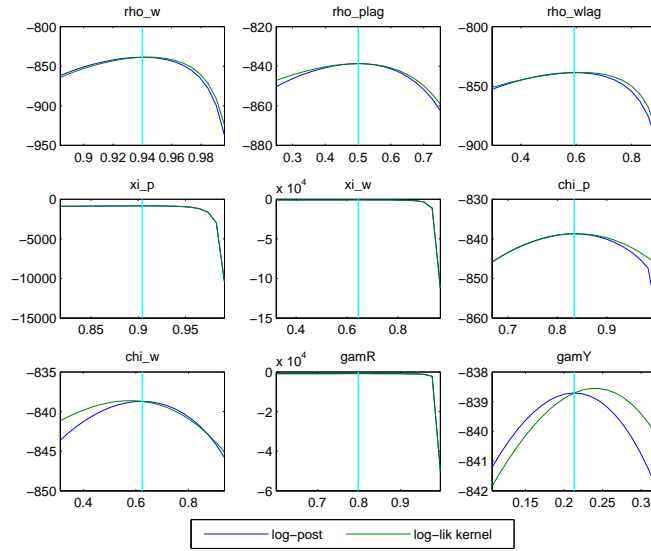 rho_w
rho_plag
rho_wlag
−800
−850
−900
−950
0.9 0.92 0.94 0.96 0.98
−820
−840
−860
−880
0.3 0.4 0.5 0.6 0.7
−800
−850
−900
0.4 0.6 0.8
xi_p
xi_w
chi_p
0
−5000
−10000
−15000
0.85 0.9 0.95
x 10^4
0
−5
−10
−15
0.4 0.6 0.8
−830
−840
−850
−860
0.7 0.8 0.9
chi_w
gamR
gamY
−835
−840
−845
−850
0.4 0.6 0.8
x 10^4
0
−2
−4
−6
0.7 0.8 0.9
−838
−839
−840
−841
−842
0.15 0.2 0.25 0.3
log−post
log−lik kernel